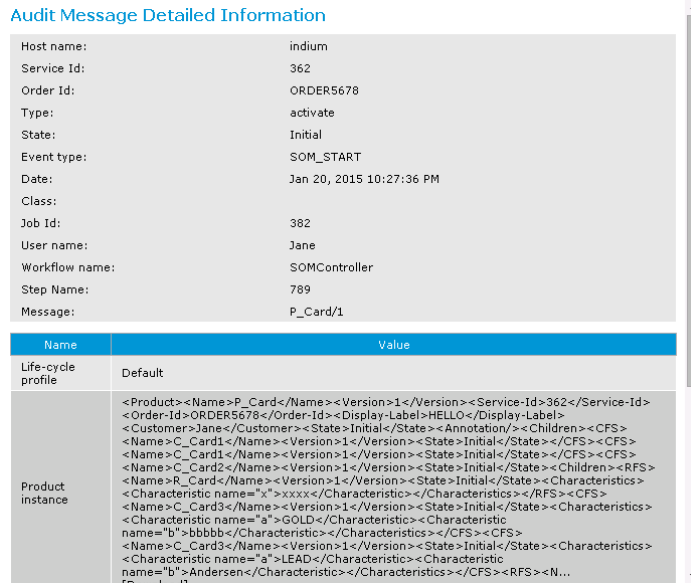 Audit Message Detailed Information
Host name: indium
Service Id: 362
Order Id: ORDER5678
Type: activate
State: Initial
Event type: SOM_START
Date: Jan 20, 2015 10:27:36 PM
Class:
Job Id: 382
User name: Jane
Workflow name: SOMController
Step Name: 789
Message: P_Card/1
Name Value
Life-cycle
profile
Default
Product
instance
<Product><Name>P_Card</Name><Version>1</Version><Service-Id>362</Service-Id>
<Order-Id>ORDER5678</Order-Id><Display-Label>HELLO</Display-Label>
<Customer>Jane</Customer><State>Initial</State><Annotation/><Children><CFS>
<Name>C_Card1</Name><Version>1</Version><State>Initial</State></CFS><CFS>
<Name>C_Card1</Name><Version>1</Version><State>Initial</State></CFS><CFS>
<Name>C_Card2</Name><Version>1</Version><State>Initial</State><Children><RFS>
<Name>R_Card</Name><Version>1</Version><State>Initial</State><Characteristics>
<Characteristic name="x">xxxx</Characteristic></Characteristics></RFS><CFS>
<Name>C_Card3</Name><Version>1</Version><State>Initial</State><Characteristics>
<Characteristic name="a">GOLD</Characteristic><Characteristic
name="b">bbbbb</Characteristic></Characteristics></CFS><CFS>
<Name>C_Card3</Name><Version>1</Version><State>Initial</State><Characteristics>
<Characteristic name="a">LEAD</Characteristic><Characteristic
name="b">Andersen</Characteristic></Characteristics></CFS><RFS><N...